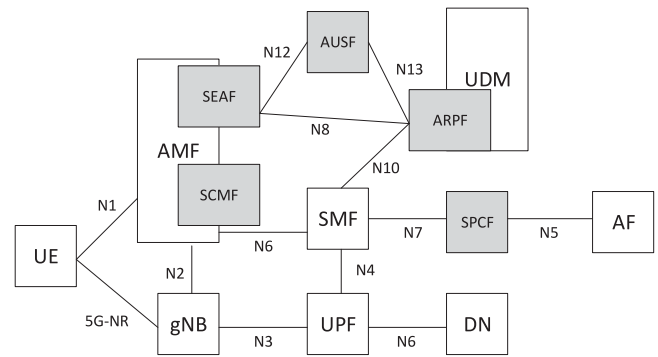 AUSF
N12
N13
UDM
SEAF
ARPF
N8
AMF
N10
SCMF
N1
SMF
SPCF
AF
N6
N7
N5
UE
N2
N4
5G-NR
gNB
UPF
DN
N3
N6